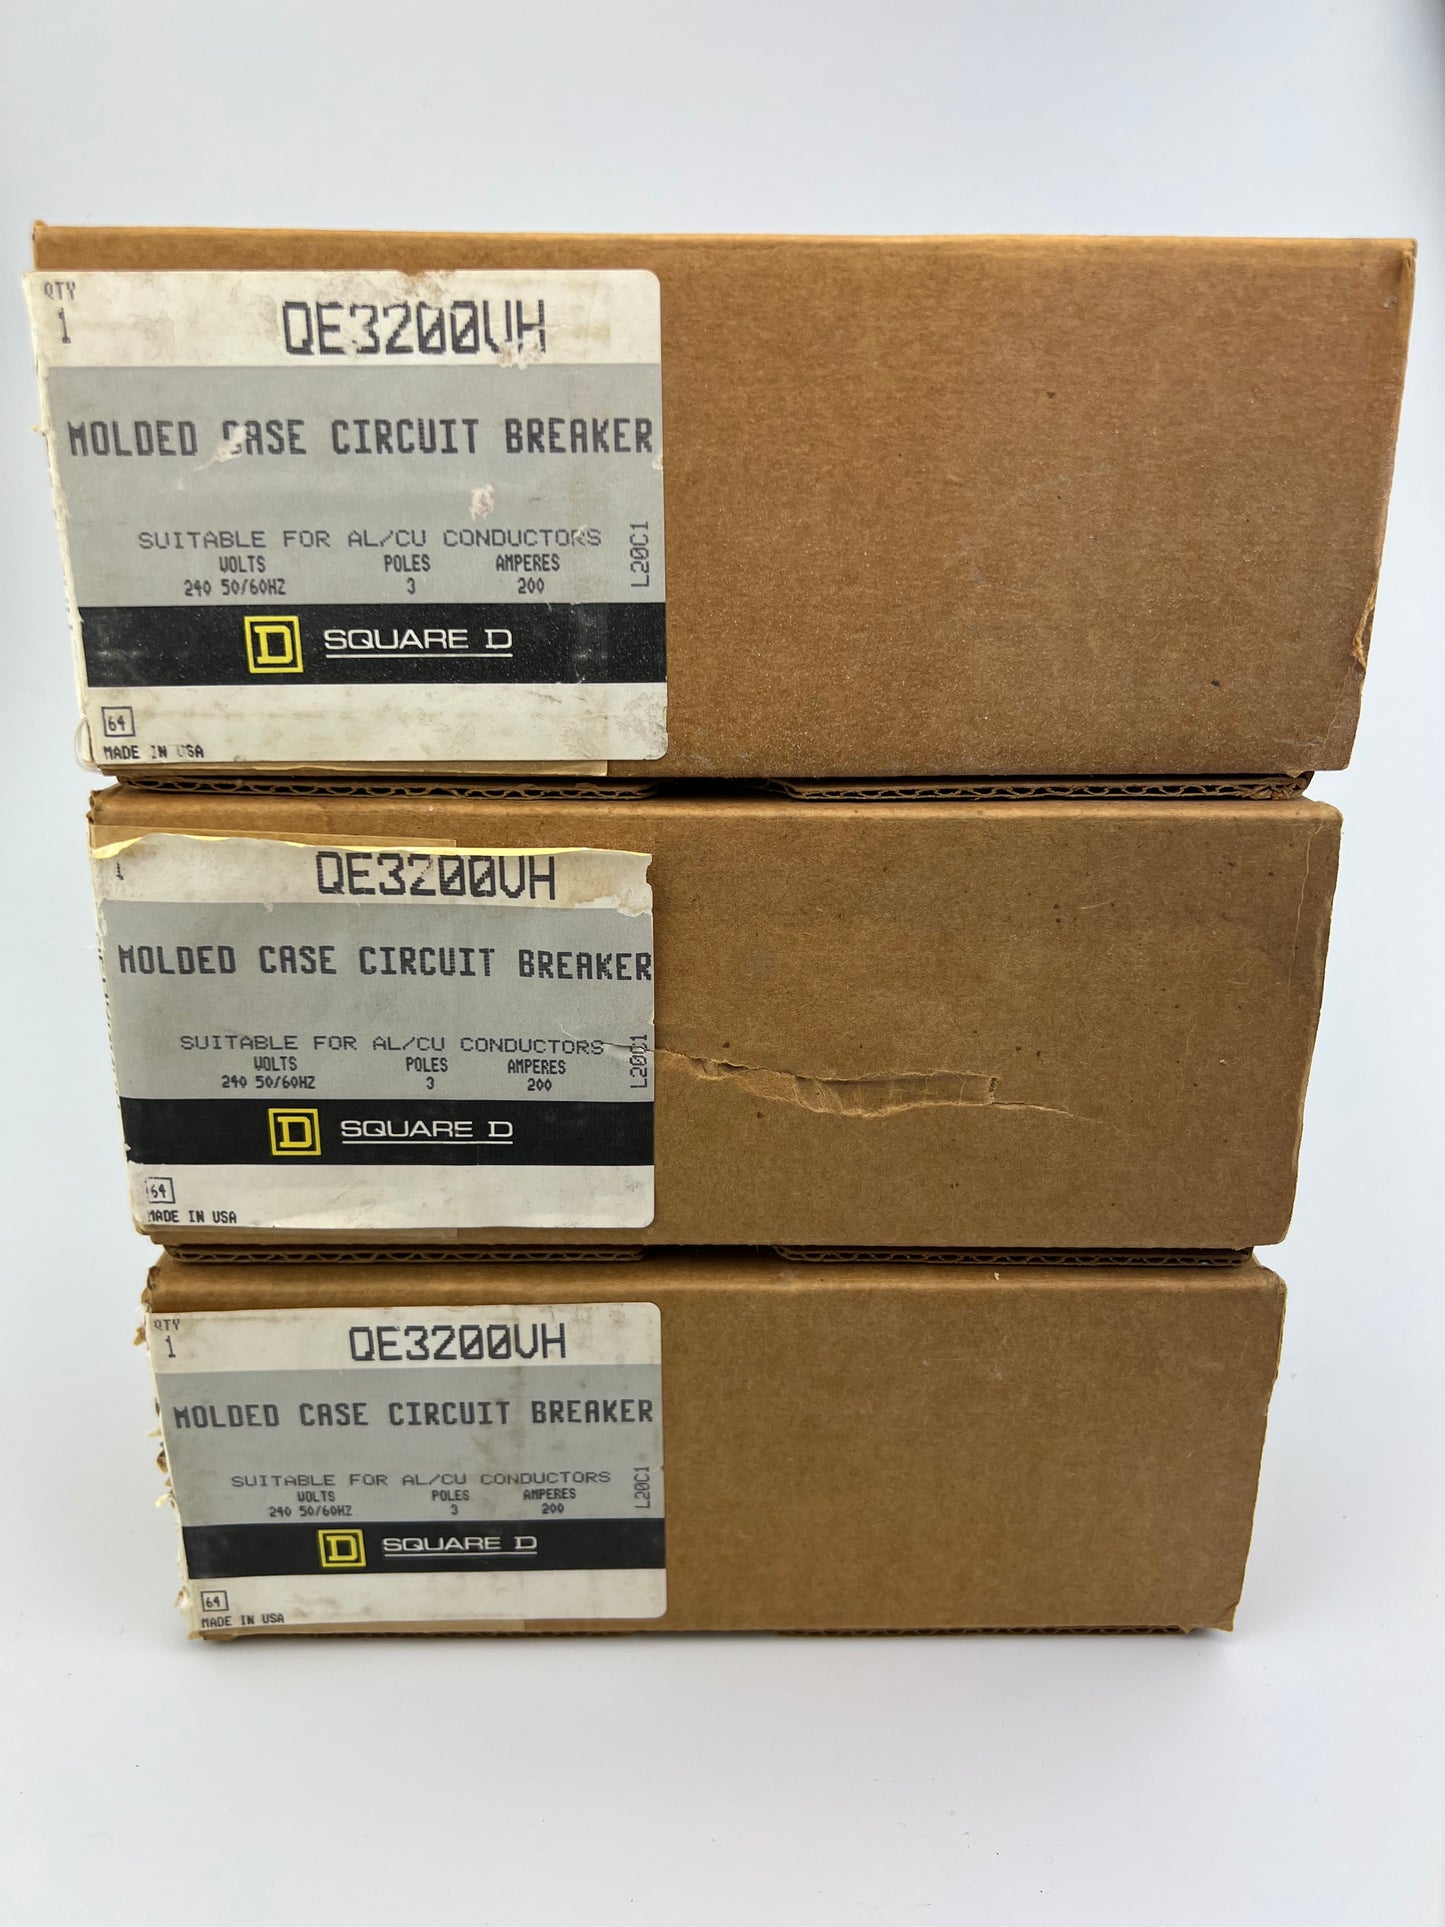 QTY
1
QE3200VH
MOLDED CASE CIRCUIT BREAKER
SUITABLE FOR AL/CU CONDUCTORS
VOLTS POLES AMPERES
240 50/60HZ 3 200
L20C1
D SQUARE D
64
MADE IN USA
1
QE3200VH
MOLDED CASE CIRCUIT BREAKER
SUITABLE FOR AL/CU CONDUCTORS
VOLTS POLES AMPERES
240 50/60HZ 3 200
L20C1
D SQUARE D
64
MADE IN USA
QTY
1
QE3200VH
MOLDED CASE CIRCUIT BREAKER
SUITABLE FOR AL/CU CONDUCTORS
VOLTS POLES AMPERES
240 50/60HZ 3 200
L20C1
D SQUARE D
64
MADE IN USA